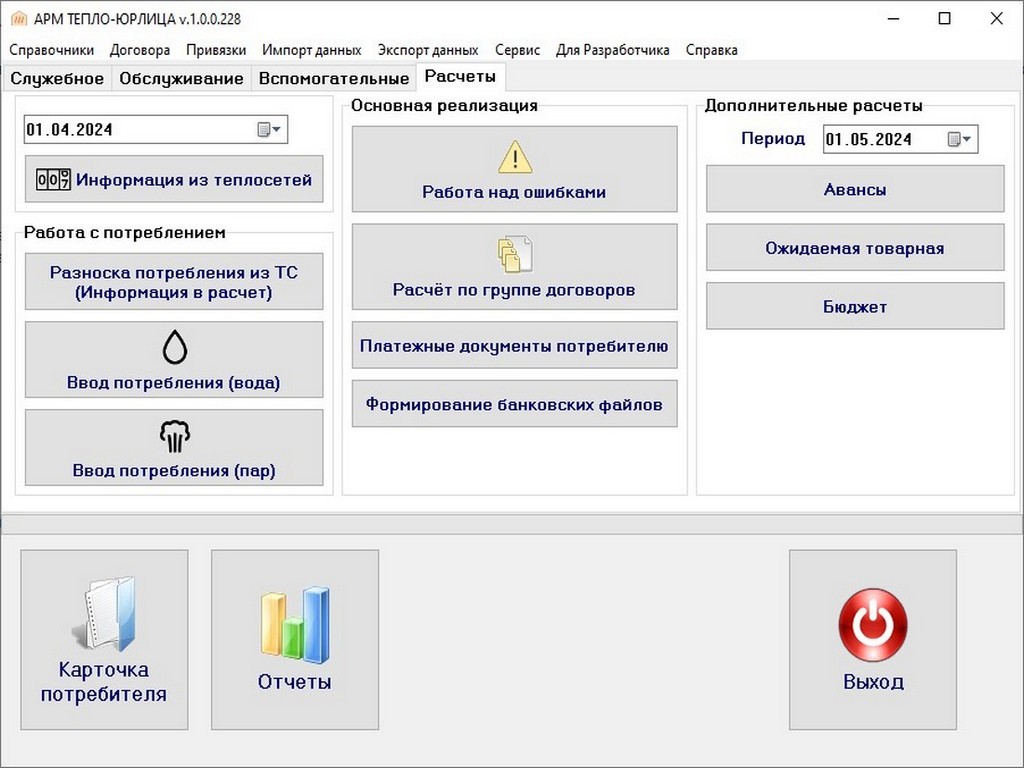 АРМ ТЕПЛО-ЮРЛИЦА v.1.0.0.228
Справочники Договора Привязки Импорт данных Экспорт данных Сервис Для Разработчика Справка
Служебное Обслуживание Вспомогательные Расчеты
01.04.2024
007 Информация из теплосетей
Работа с потреблением
Разноска потребления из ТС
(Информация в расчет)
Ввод потребления (вода)
Ввод потребления (пар)
Основная реализация
Работа над ошибками
Расчёт по группе договоров
Платежные документы потребителю
Формирование банковских файлов
Дополнительные расчеты
Период 01.05.2024
Авансы
Ожидаемая товарная
Бюджет
Карточка
потребителя
Отчеты
Выход